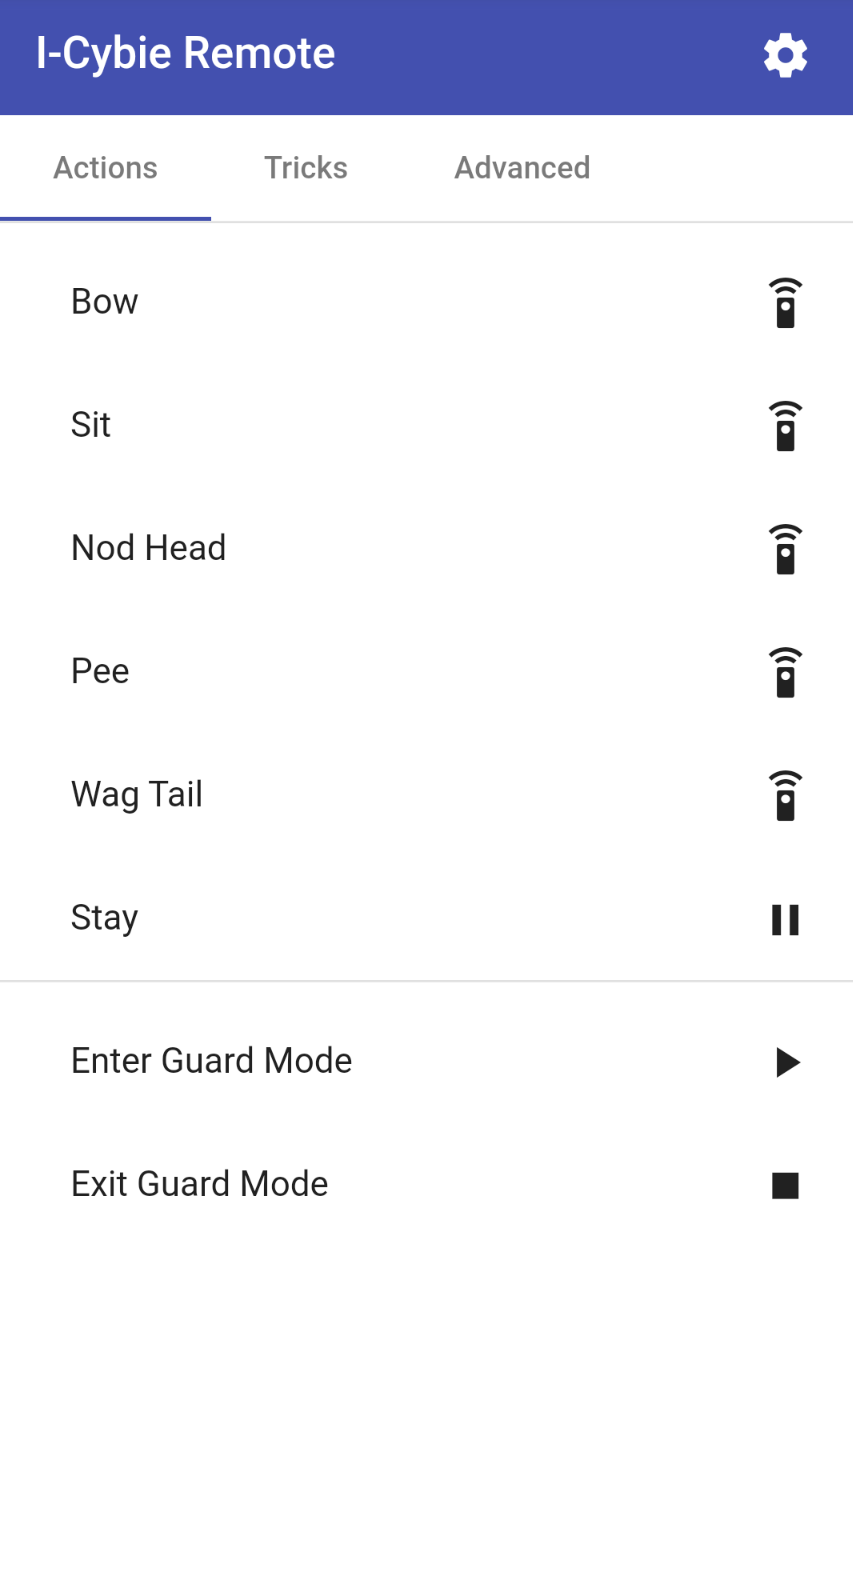 I-Cybie Remote
Actions Tricks Advanced
Bow
Sit
Nod Head
Pee
Wag Tail
Stay
Enter Guard Mode
Exit Guard Mode